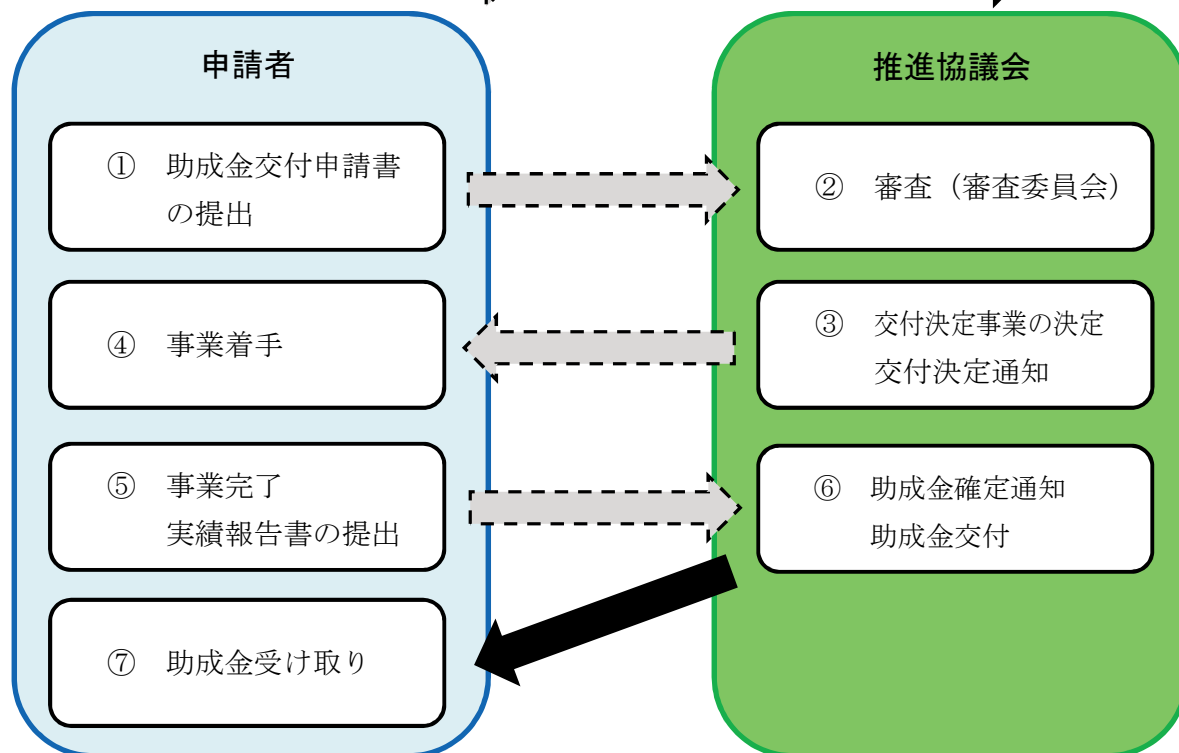 申請者
① 助成金交付申請書
の提出
④ 事業着手
⑤ 事業完了
実績報告書の提出
⑦ 助成金受け取り
推進協議会
② 審査（審査委員会）
③ 交付決定事業の決定
交付決定通知
⑥ 助成金確定通知
助成金交付